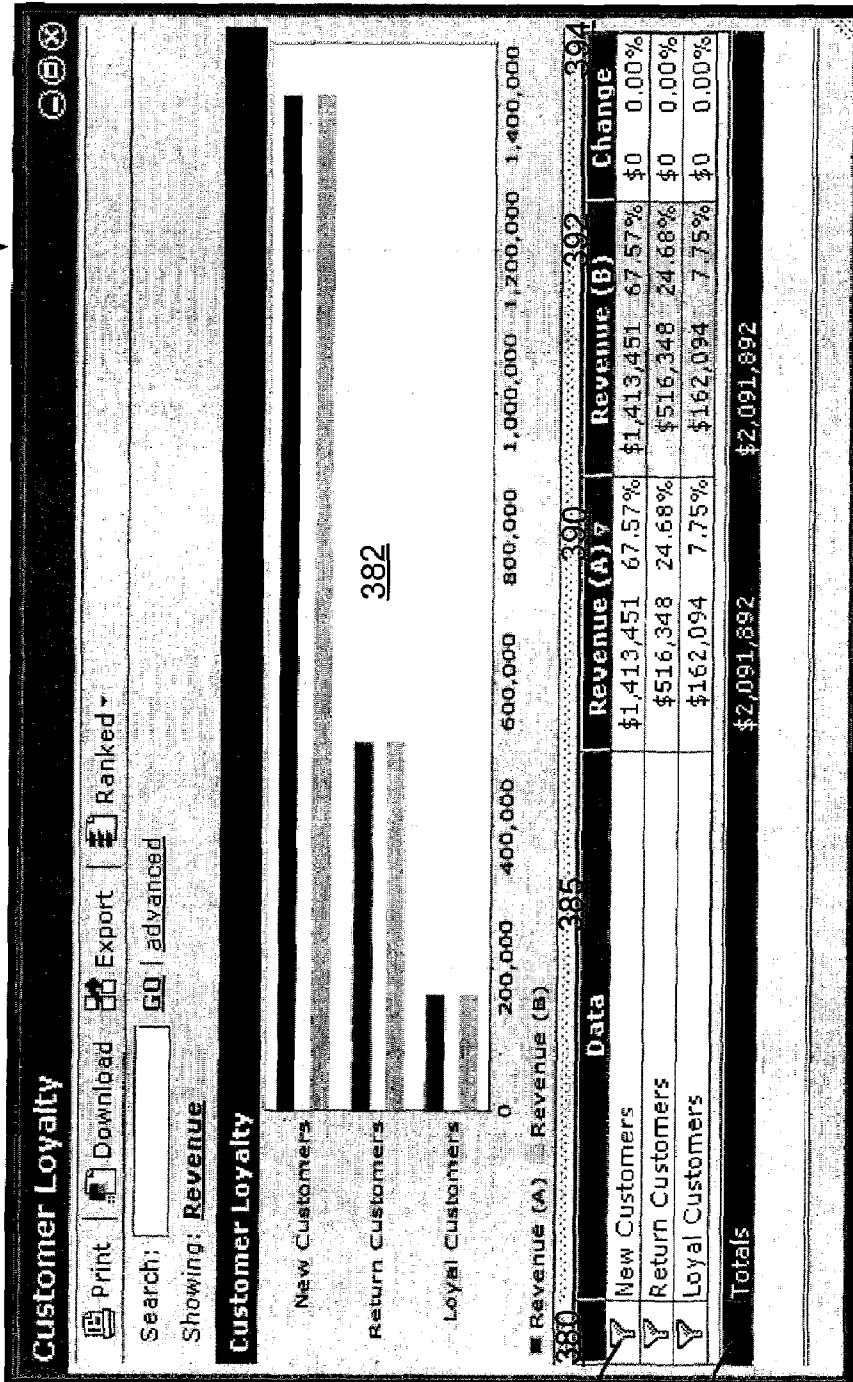 Customer Loyalty
Print | Download Export | Ranked
Search: GO | advanced
Showing: Revenue
Customer Loyalty
New Customers
Return Customers
Loyal Customers
382
0 200,000 400,000 600,000 800,000 1,000,000 1,200,000 1,400,000
Revenue (A) Revenue (B)
380 385 390 392 394
Data Revenue (A) Revenue (B) Change
New Customers $1,413,451 67.57% $1,413,451 67.57% $0 0.00%
Return Customers $516,348 24.68% $516,348 24.68% $0 0.00%
Loyal Customers $162,094 7.75% $162,094 7.75% $0 0.00%
Totals $2,091,892 $2,091,892